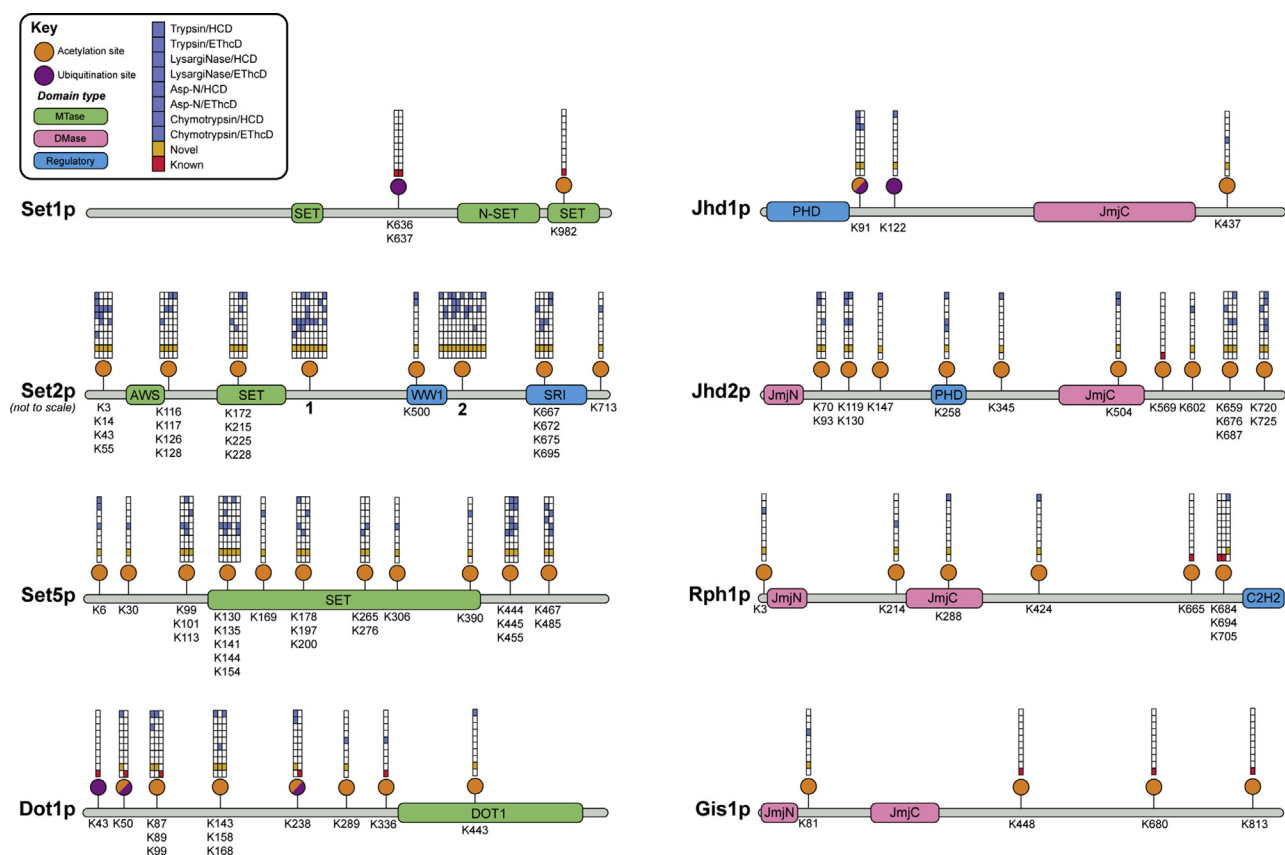 Key
Acetylation site
Ubiquitination site
Domain type
MTase
DMase
Regulatory
Trypsin/HCD
Trypsin/EThcD
LysargiNase/HCD
LysargiNase/EThcD
Asp-N/HCD
Asp-N/EThcD
Chymotrypsin/HCD
Chymotrypsin/EThcD
Novel
Known
Set1p
SET
N-SET
SET
K636
K637
K982
Set2p
(not to scale)
AWS
SET
WW1
SRI
K3
K14
K43
K55
K116
K117
K126
K128
K172
K215
K225
K228
1
K500
2
K667
K672
K675
K695
K713
Set5p
SET
K6
K30
K99
K101
K113
K130
K135
K141
K144
K154
K169
K178
K197
K200
K265
K276
K306
K390
K444
K445
K455
K467
K485
Dot1p
DOT1
K43
K50
K87
K89
K99
K143
K158
K168
K238
K289
K336
K443
Jhd1p
PHD
JmjC
K91
K122
K437
Jhd2p
JmjN
PHD
JmjC
K70
K93
K119
K130
K147
K258
K345
K504
K569
K602
K659
K676
K687
K720
K725
Rph1p
JmjN
JmjC
C2H2
K3
K214
K288
K424
K665
K684
K694
K705
Gis1p
JmjN
JmjC
K81
K448
K680
K813